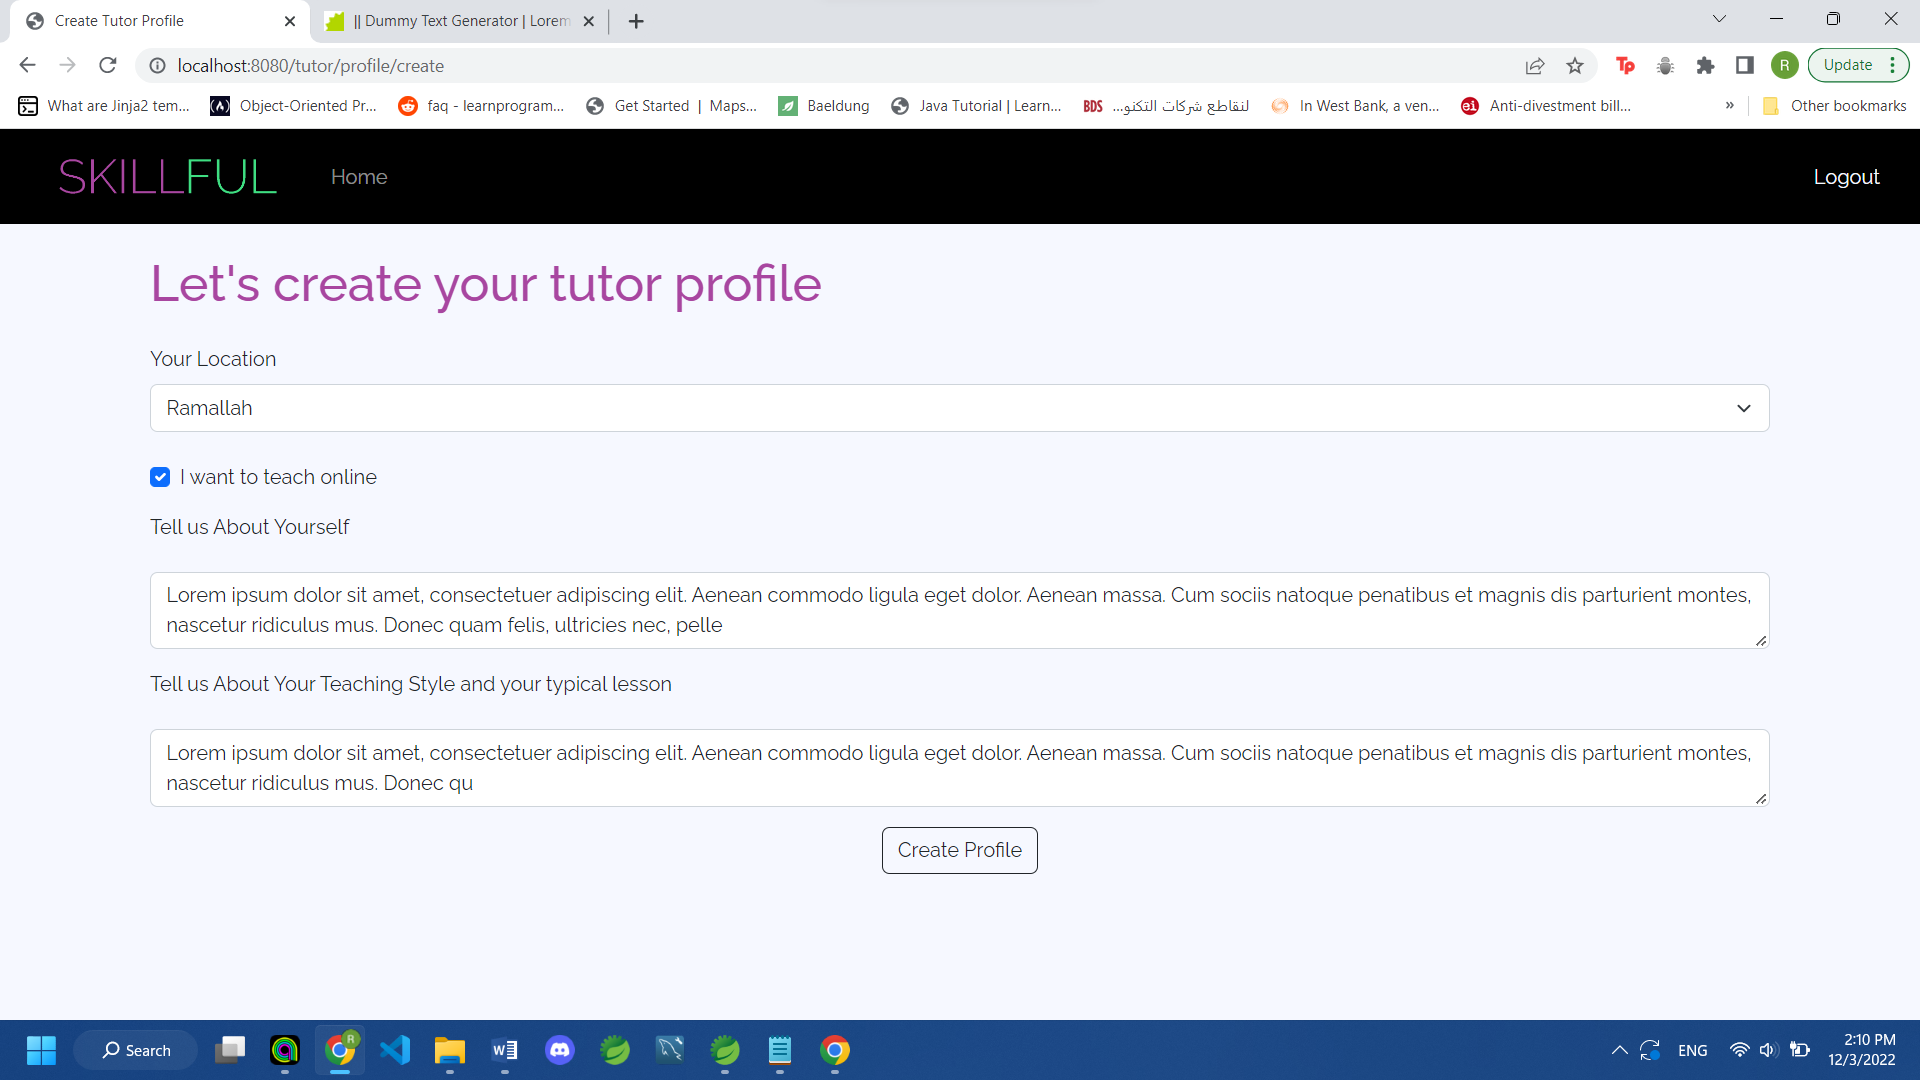 Create Tutor Profile
|| Dummy Text Generator | Lorem
localhost:8080/tutor/profile/create
R
Update
What are Jinja2 tem...
Object-Oriented Pr...
faq - learnprogram...
Get Started | Maps...
Baeldung
Java Tutorial | Learn...
BDS
لنقاطع شركات التكنو...
In West Bank, a ven...
ei
Anti-divestment bill...
»
Other bookmarks
SKILLFUL
Home
Logout
Let's create your tutor profile
Your Location
Ramallah
I want to teach online
Tell us About Yourself
Lorem ipsum dolor sit amet, consectetuer adipiscing elit. Aenean commodo ligula eget dolor. Aenean massa. Cum sociis natoque penatibus et magnis dis parturient montes,
nascetur ridiculus mus. Donec quam felis, ultricies nec, pelle
Tell us About Your Teaching Style and your typical lesson
Lorem ipsum dolor sit amet, consectetuer adipiscing elit. Aenean commodo ligula eget dolor. Aenean massa. Cum sociis natoque penatibus et magnis dis parturient montes,
nascetur ridiculus mus. Donec qu
Create Profile
Search
R
ENG
2:10 PM
12/3/2022